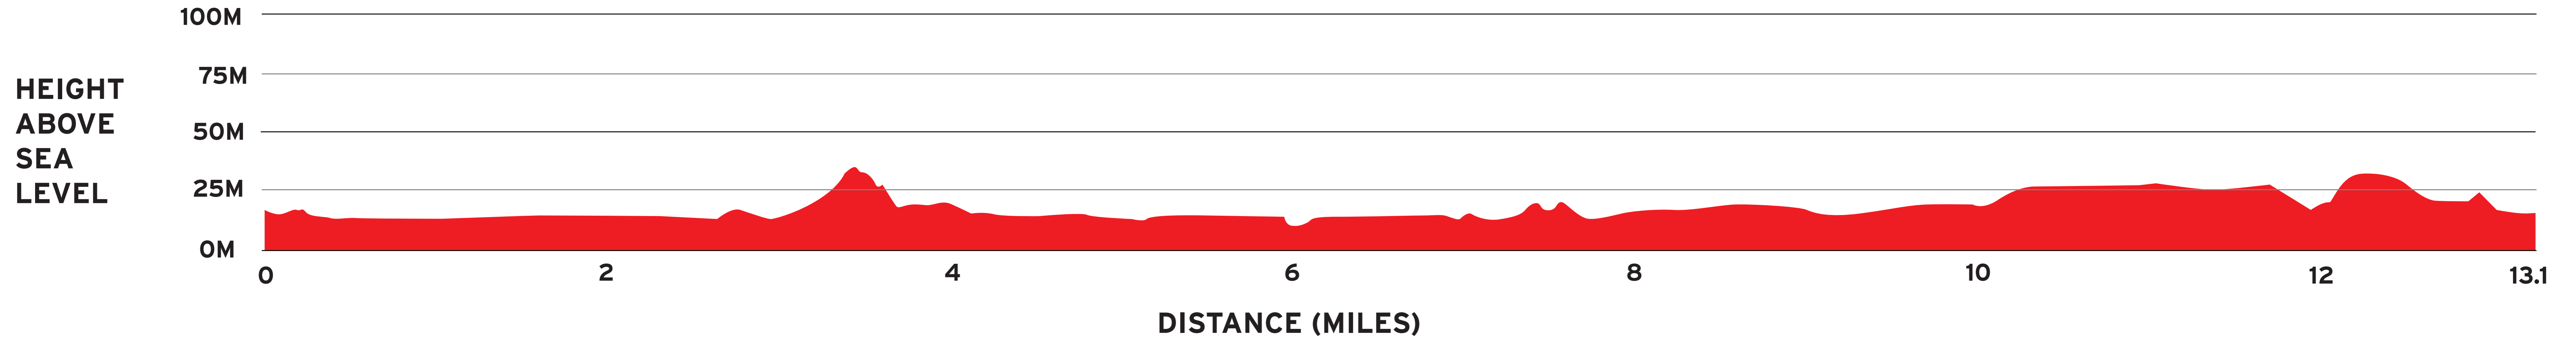 100M
75M
HEIGHT
ABOVE
SEA
LEVEL
50M
25M
0M
0 2 4 6 8 10 12 13.1
DISTANCE (MILES)